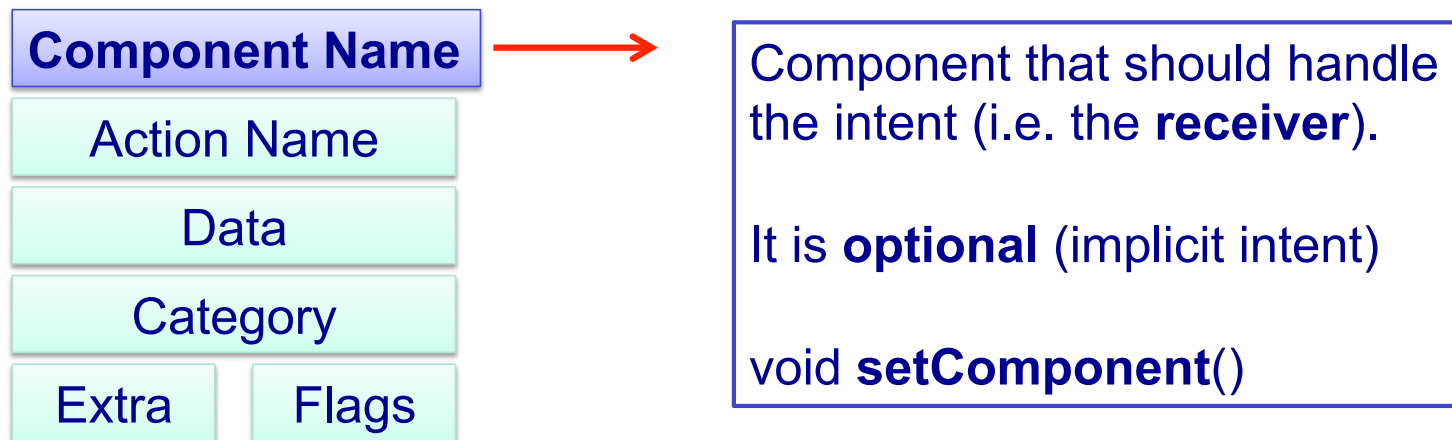 Component Name
Action Name
Data
Category
Extra
Flags
Component that should handle
the intent (i.e. the receiver).
It is optional (implicit intent)
void setComponent()